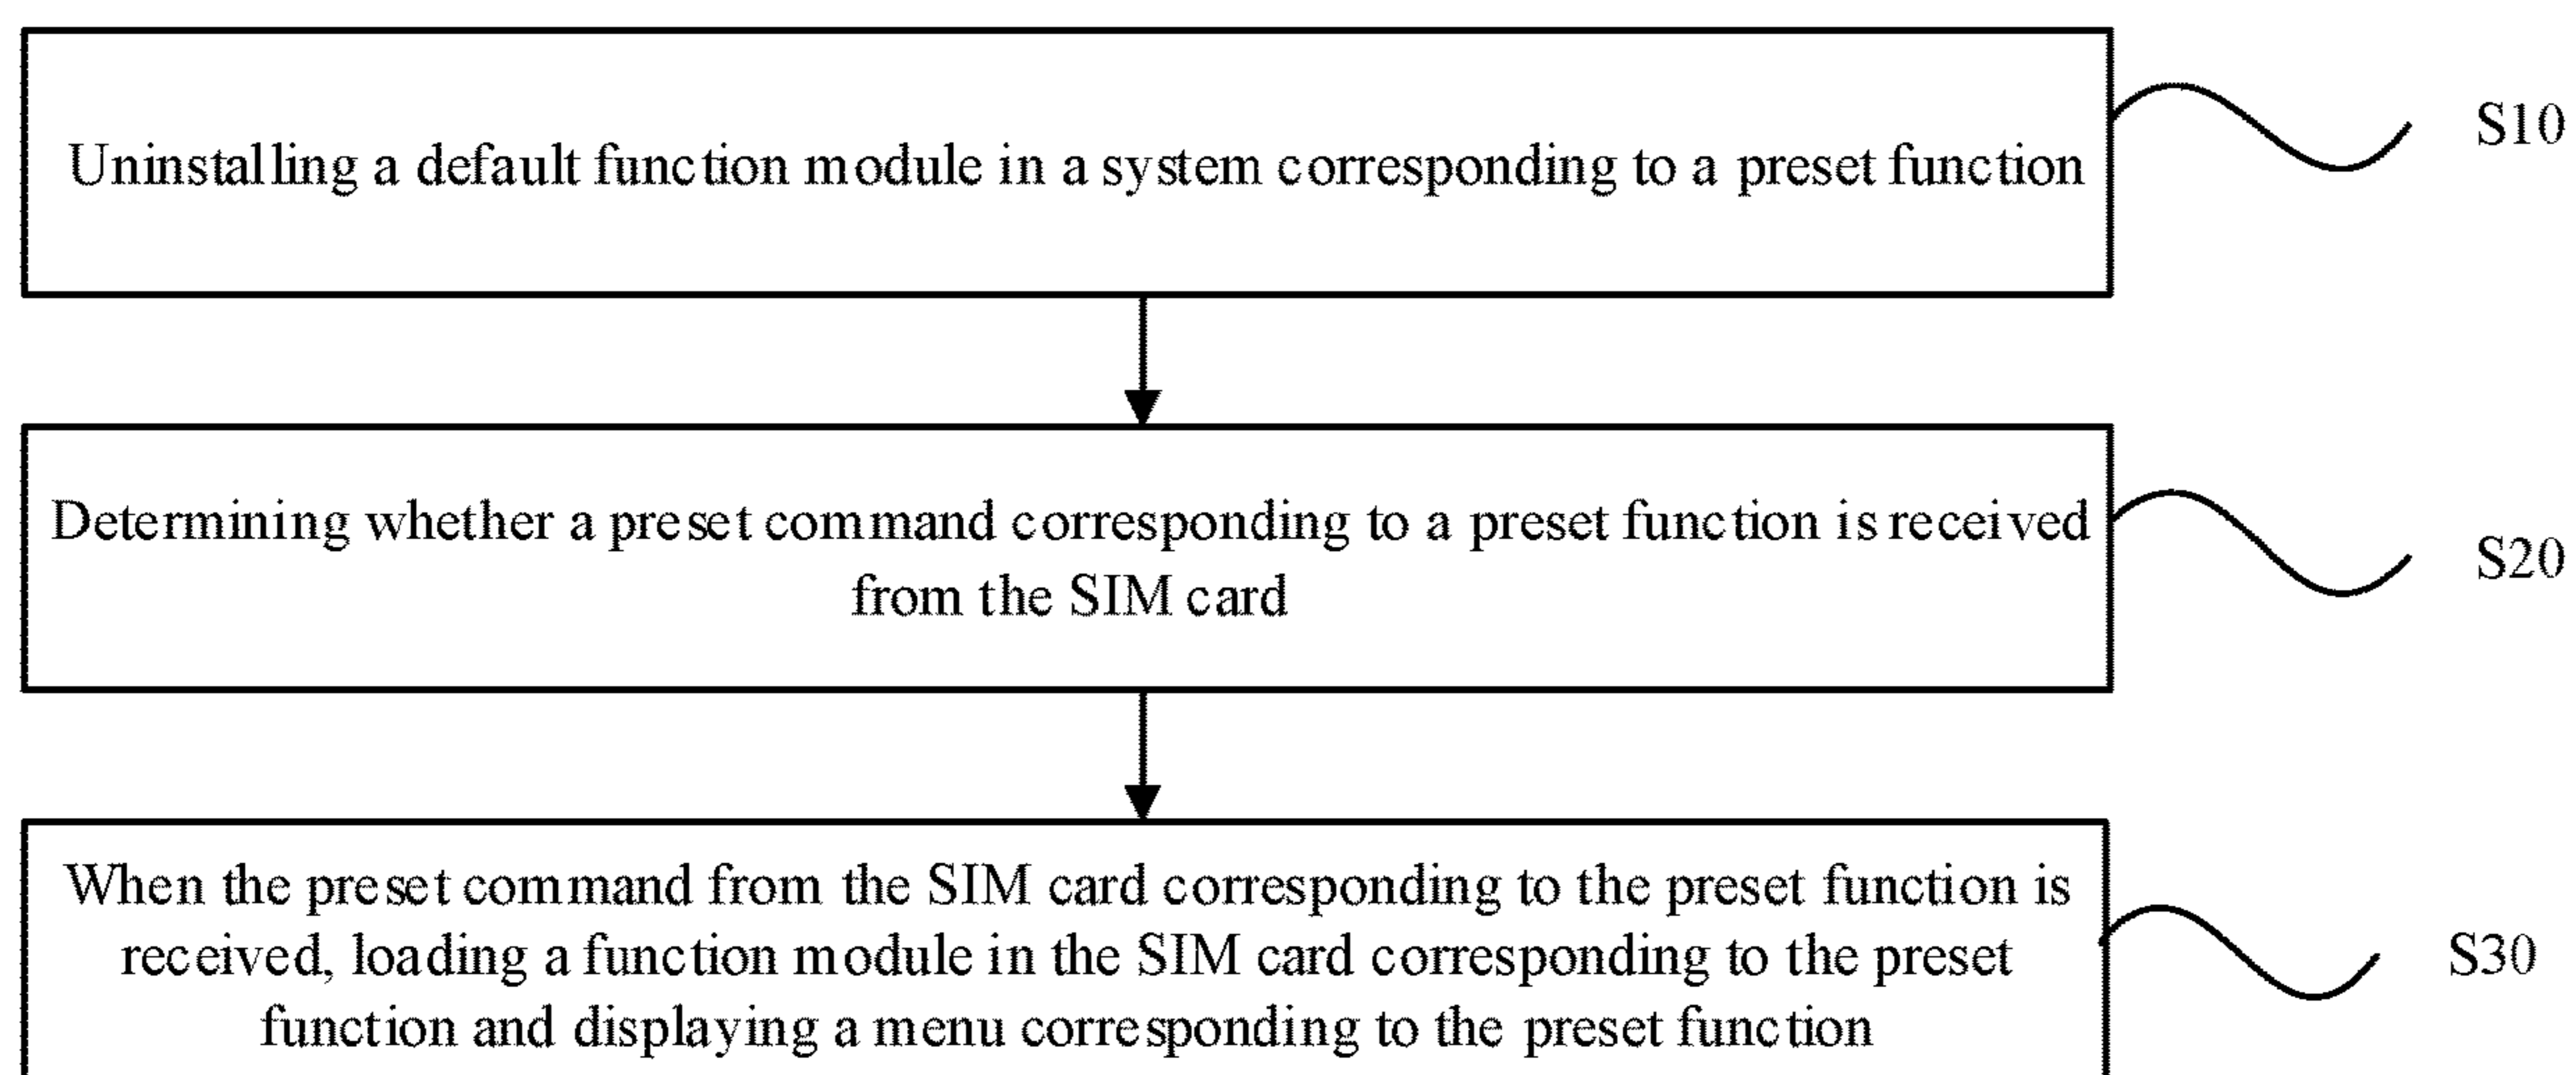 Uninstalling a default function module in a system corresponding to a preset function
S10
Determining whether a preset command corresponding to a preset function is received
from the SIM card
S20
When the preset command from the SIM card corresponding to the preset function is
received, loading a function module in the SIM card corresponding to the preset
function and displaying a menu corresponding to the preset function
S30